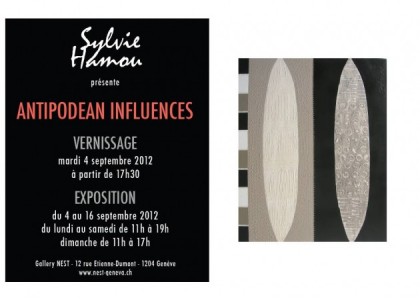 Sylvie
Hamou
présente
ANTIPODEAN INFLUENCES
VERNISSAGE
mardi 4 septembre 2012
à partir de 17h30
EXPOSITION
du 4 au 16 septembre 2012
du lundi au samedi de 11h à 19h
dimanche de 11h à 17h
Gallery NEST - 12 rue Etienne-Dumont - 1204 Genève
www.nest-geneva.ch